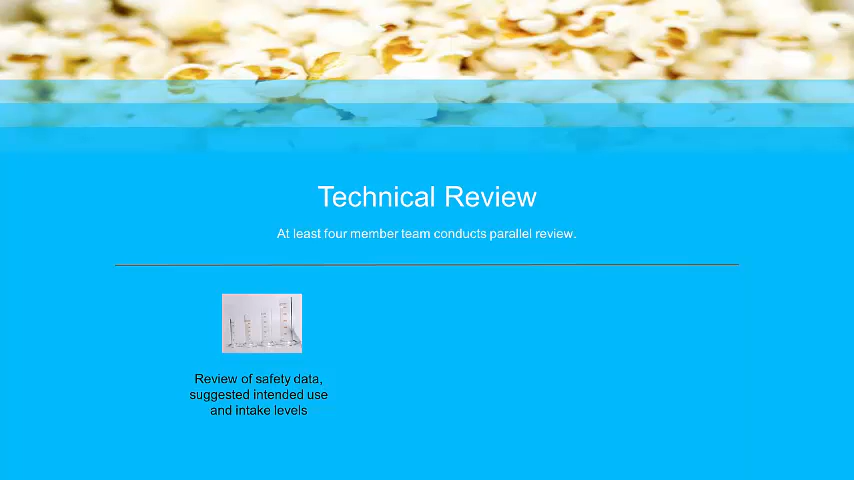 Technical Review
At least four member team conducts parallel review.
Review of safety data,
suggested intended use
and intake levels